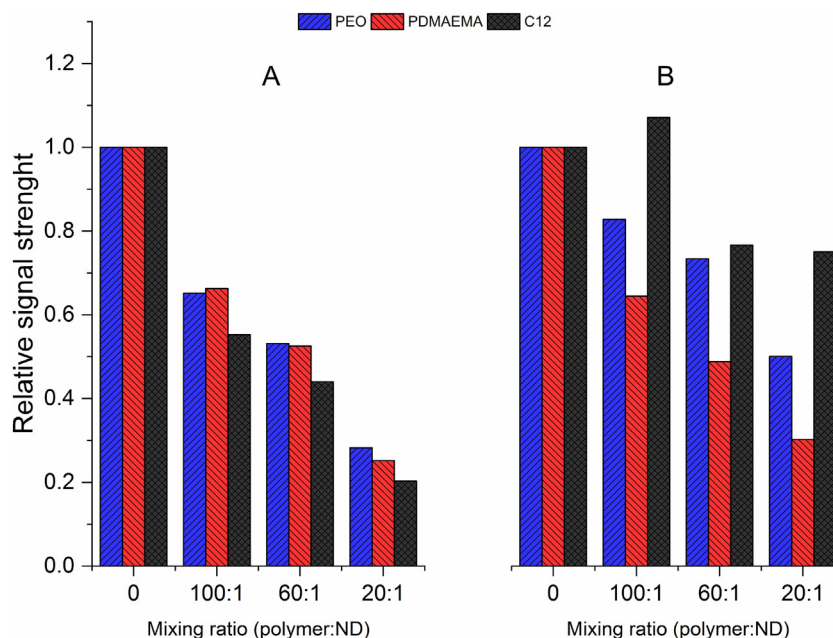 PEO PDMAEMA C12
A B
Relative signal strenght
1.2
1.0
0.8
0.6
0.4
0.2
0.0
0 100:1 60:1 20:1 0 100:1 60:1 20:1
Mixing ratio (polymer:ND) Mixing ratio (polymer:ND)